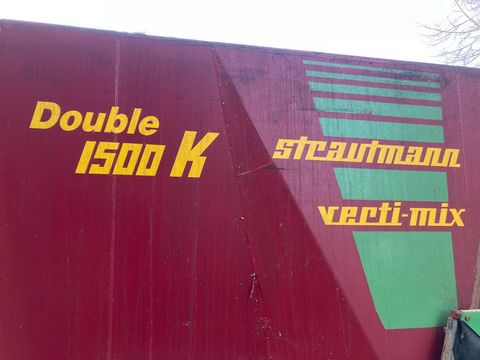 Double
1500 K
strautmann
verti-mix